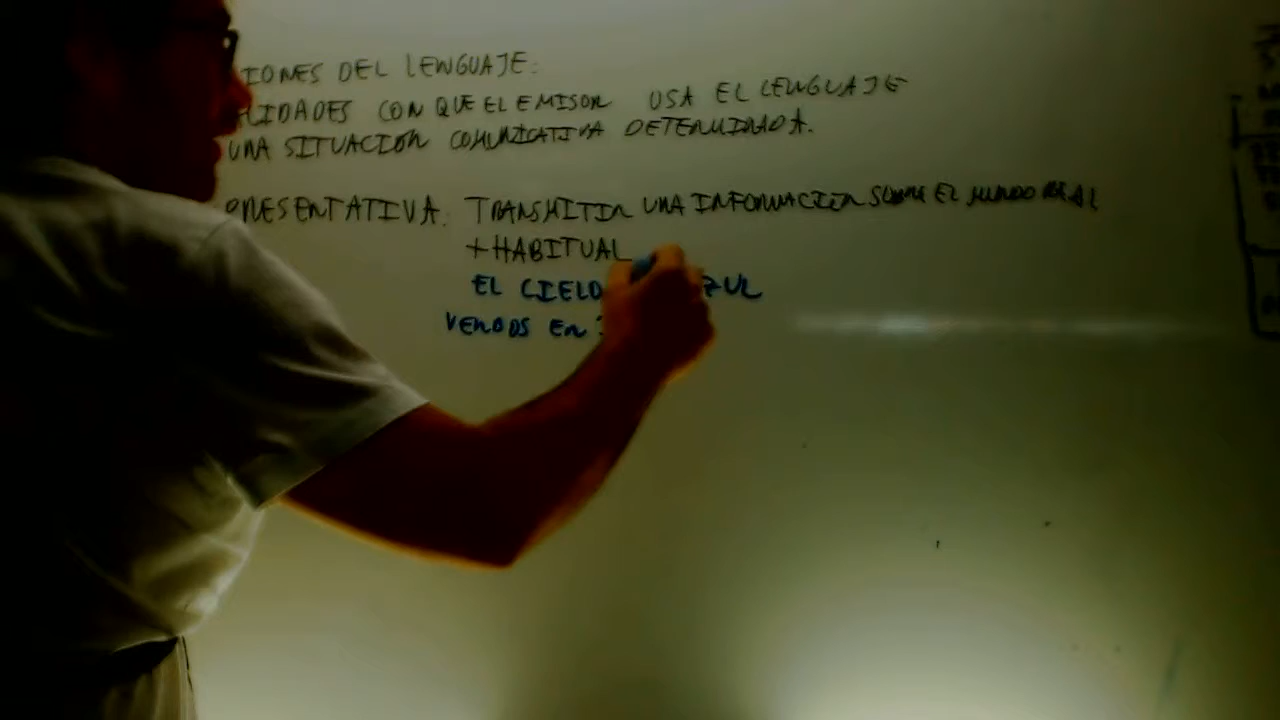 IONES DEL LENGUAJE:
LIDADES CON QUE EL EMISOR USA EL LENGUAJE
UNA SITUACION COMUNICATIVA DETERMINADA.
PRESENTATIVA: TRANSMITIR UNA INFORMACION SOBRE EL MUNDO REAL
+HABITUAL
EL CIELO ZUL
VEMOS EN